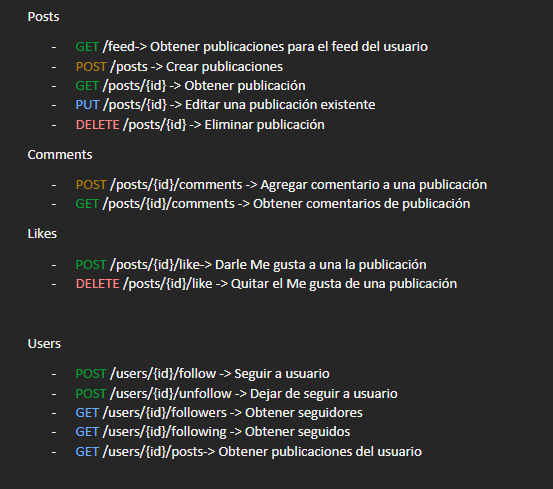 Posts
- GET /feed-> Obtener publicaciones para el feed del usuario
- POST /posts -> Crear publicaciones
- GET /posts/{id} -> Obtener publicación
- PUT /posts/{id} -> Editar una publicación existente
- DELETE /posts/{id} -> Eliminar publicación
Comments
- POST /posts/{id}/comments -> Agregar comentario a una publicación
- GET /posts/{id}/comments -> Obtener comentarios de publicación
Likes
- POST /posts/{id}/like-> Darle Me gusta a una la publicación
- DELETE /posts/{id}/like -> Quitar el Me gusta de una publicación
Users
- POST /users/{id}/follow -> Seguir a usuario
- POST /users/{id}/unfollow -> Dejar de seguir a usuario
- GET /users/{id}/followers -> Obtener seguidores
- GET /users/{id}/following -> Obtener seguidos
- GET /users/{id}/posts-> Obtener publicaciones del usuario